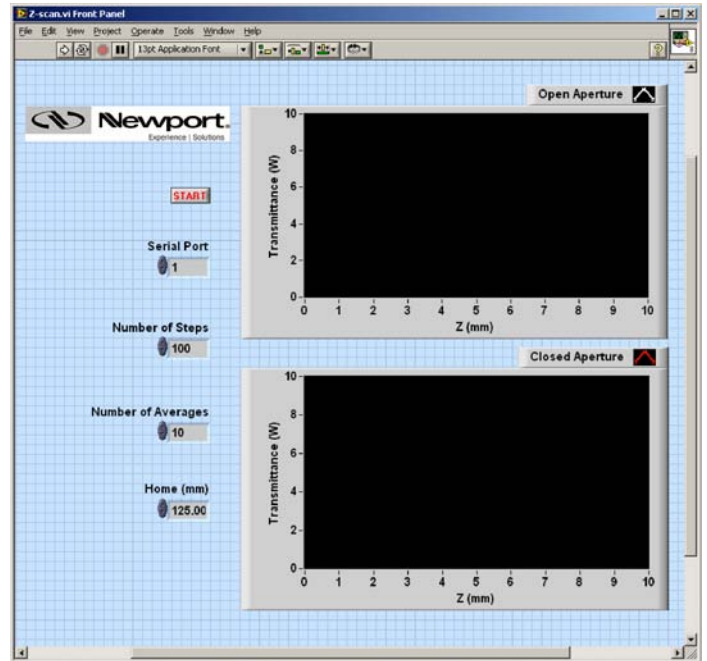 Z-scan.vi Front Panel
File Edit View Project Operate Tools Window Help
13pt Application Font
Newport.
Experience | Solutions
START
Serial Port
1
Number of Steps
100
Number of Averages
10
Home (mm)
125.00
Open Aperture
Transmittance (W)
10
8
6
4
2
0
0 1 2 3 4 5 6 7 8 9 10
Z (mm)
Closed Aperture
Transmittance (W)
10
8
6
4
2
0
0 1 2 3 4 5 6 7 8 9 10
Z (mm)